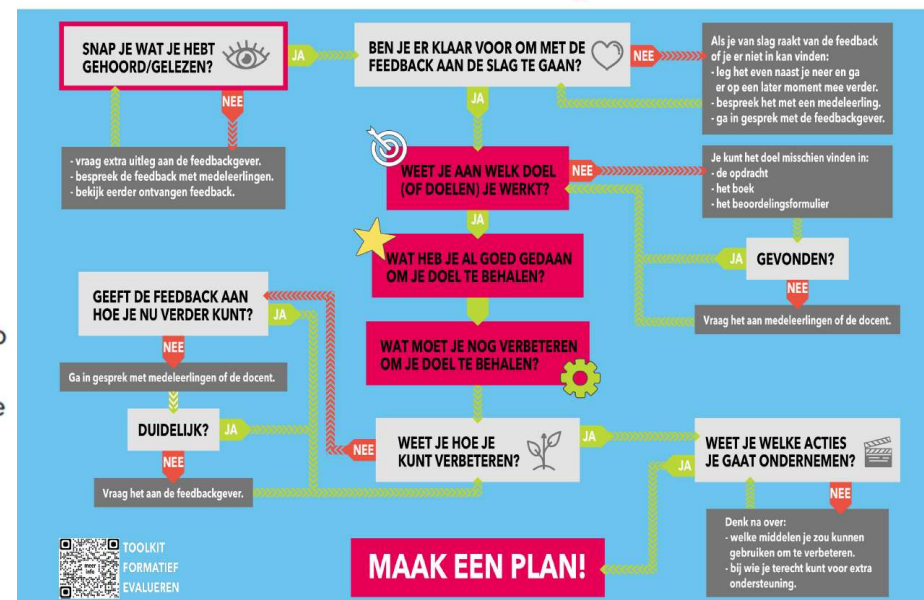 SNAP JE WAT JE HEBT
GEHOORD/GELEZEN?
JA
NEE
- vraag extra uitleg aan de feedbackgever.
- bespreek de feedback met medeleerlingen.
- bekijk eerder ontvangen feedback.
BEN JE ER KLAAR VOOR OM MET DE
FEEDBACK AAN DE SLAG TE GAAN?
NEE
JA
Als je van slag raakt van de feedback
of je er niet in kan vinden:
- leg het even naast je neer en ga
er op een later moment mee verder.
- bespreek het met een medeleerling.
- ga in gesprek met de feedbackgever.
WEET JE AAN WELK DOEL
(OF DOELEN) JE WERKT?
NEE
JA
Je kunt het doel misschien vinden in:
- de opdracht
- het boek
- het beoordelingsformulier
JA
GEVONDEN?
NEE
Vraag het aan medeleerlingen of de docent.
WAT HEB JE AL GOED GEDAAN
OM JE DOEL TE BEHALEN?
WAT MOET JE NOG VERBETEREN
OM JE DOEL TE BEHALEN?
GEEFT DE FEEDBACK AAN
HOE JE NU VERDER KUNT?
JA
NEE
Ga in gesprek met medeleerlingen of de docent.
DUIDELIJK?
JA
NEE
Vraag het aan de feedbackgever.
NEE
WEET JE HOE JE
KUNT VERBETEREN?
JA
WEET JE WELKE ACTIES
JE GAAT ONDERNEMEN?
JA
NEE
Denk na over:
- welke middelen je zou kunnen
gebruiken om te verbeteren.
- bij wie je terecht kunt voor extra
ondersteuning.
MAAK EEN PLAN!
meer
info
TOOLKIT
FORMATIEF
EVALUEREN